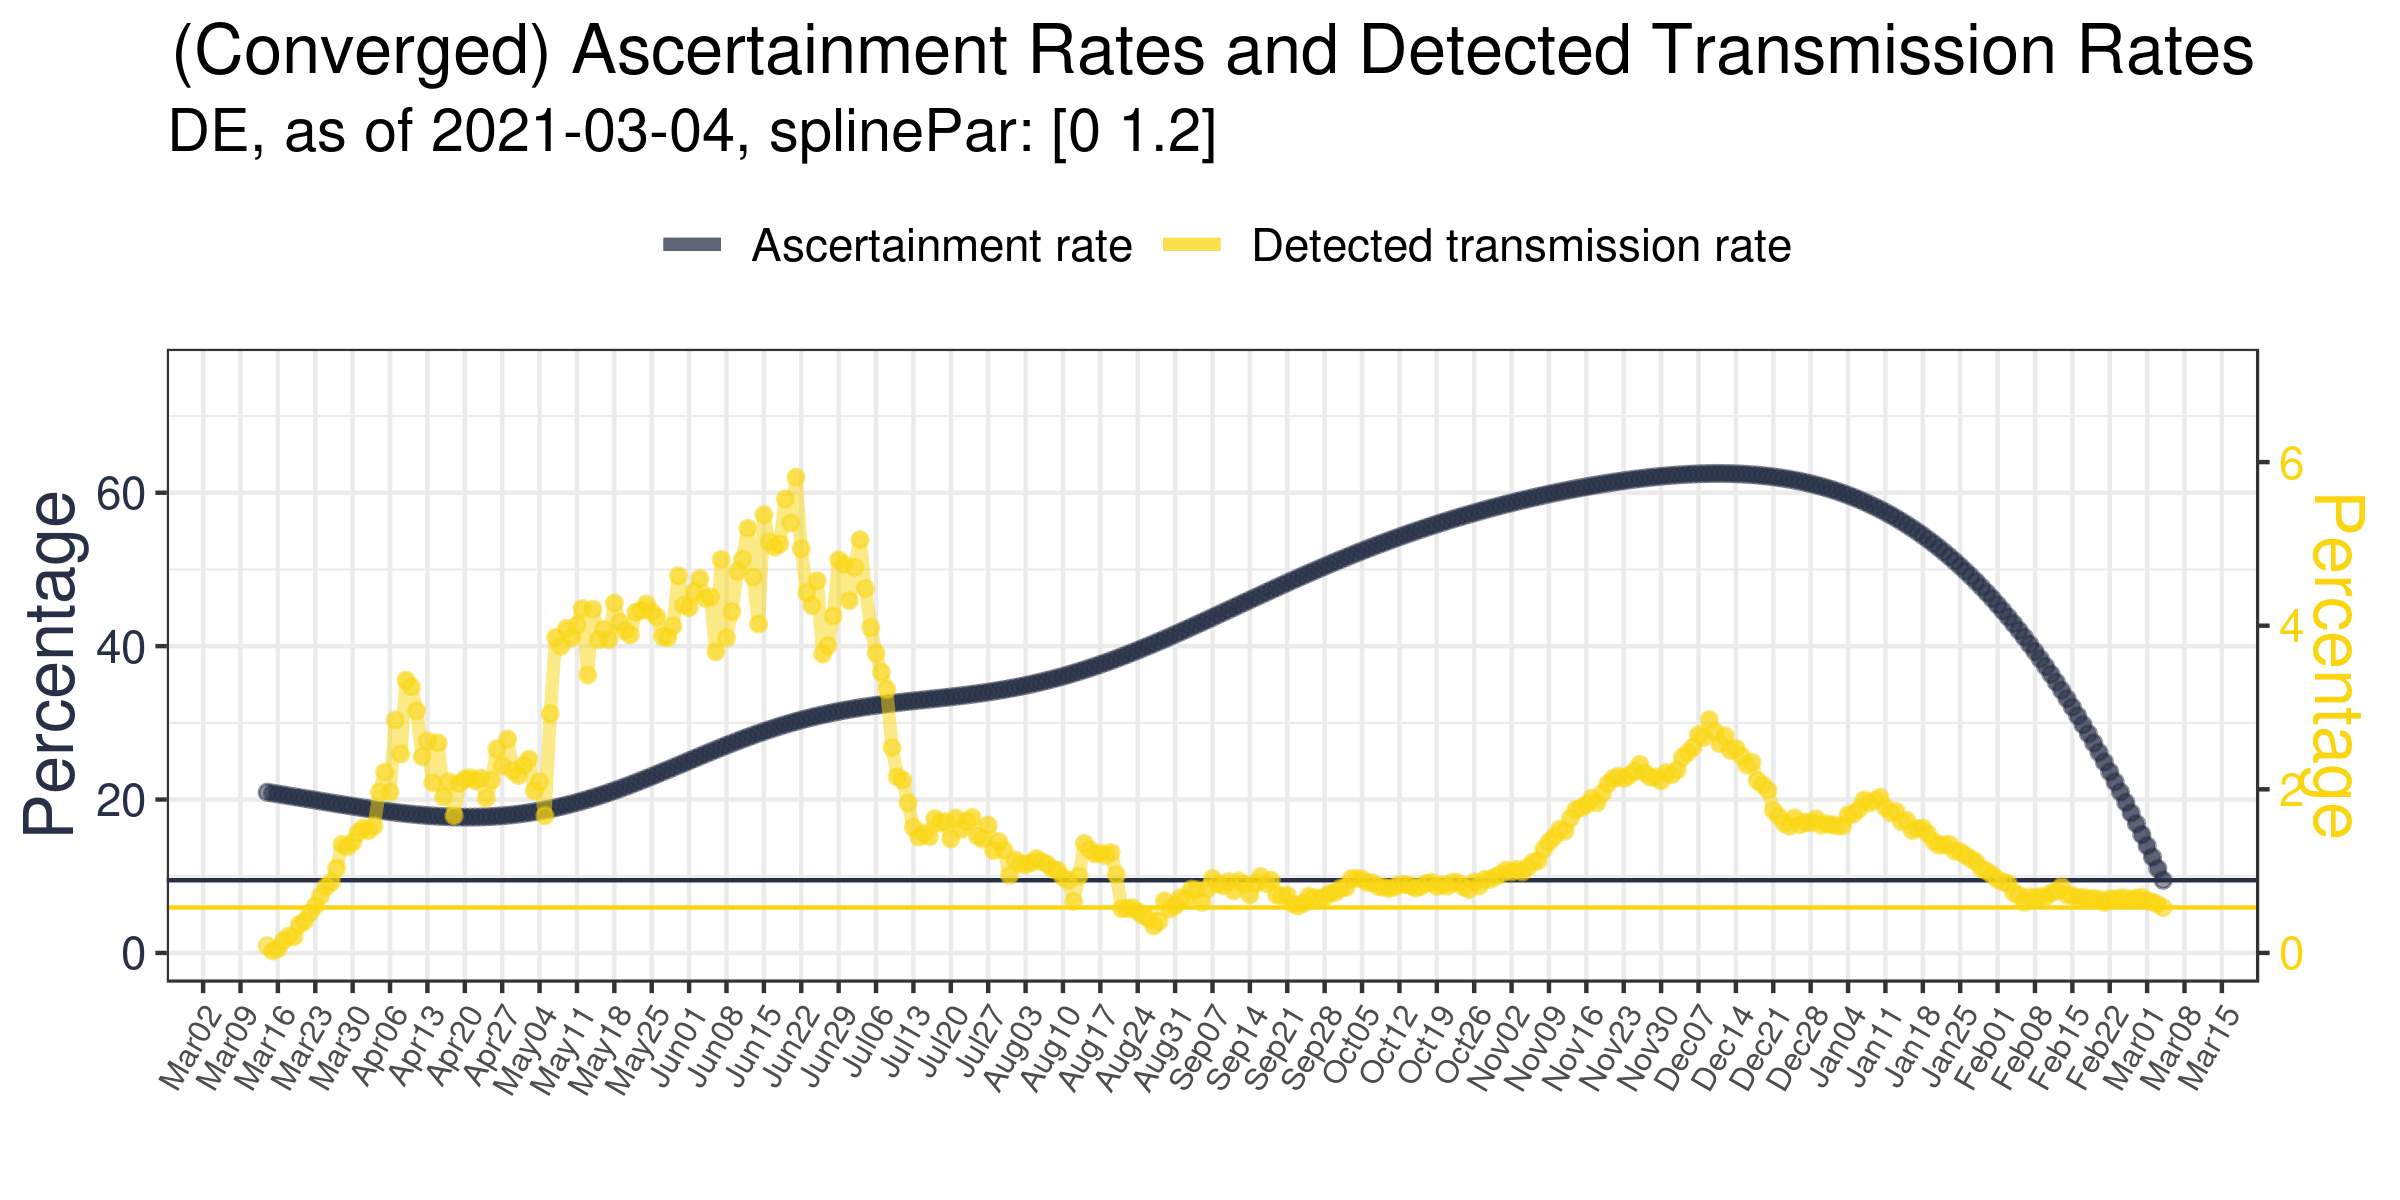 (Converged) Ascertainment Rates and Detected Transmission Rates
DE, as of 2021-03-04, splinePar: [0 1.2]
Ascertainment rate
Detected transmission rate
Percentage
60
40
20
0
6
4
2
0
Percentage
Mar02
Mar09
Mar16
Mar23
Mar30
Apr06
Apr13
Apr20
Apr27
May04
May11
May18
May25
Jun01
Jun08
Jun15
Jun22
Jun29
Jul06
Jul13
Jul20
Jul27
Aug03
Aug10
Aug17
Aug24
Aug31
Sep07
Sep14
Sep21
Sep28
Oct05
Oct12
Oct19
Oct26
Nov02
Nov09
Nov16
Nov23
Nov30
Dec07
Dec14
Dec21
Dec28
Jan04
Jan11
Jan18
Jan25
Feb01
Feb08
Feb15
Feb22
Mar01
Mar08
Mar15